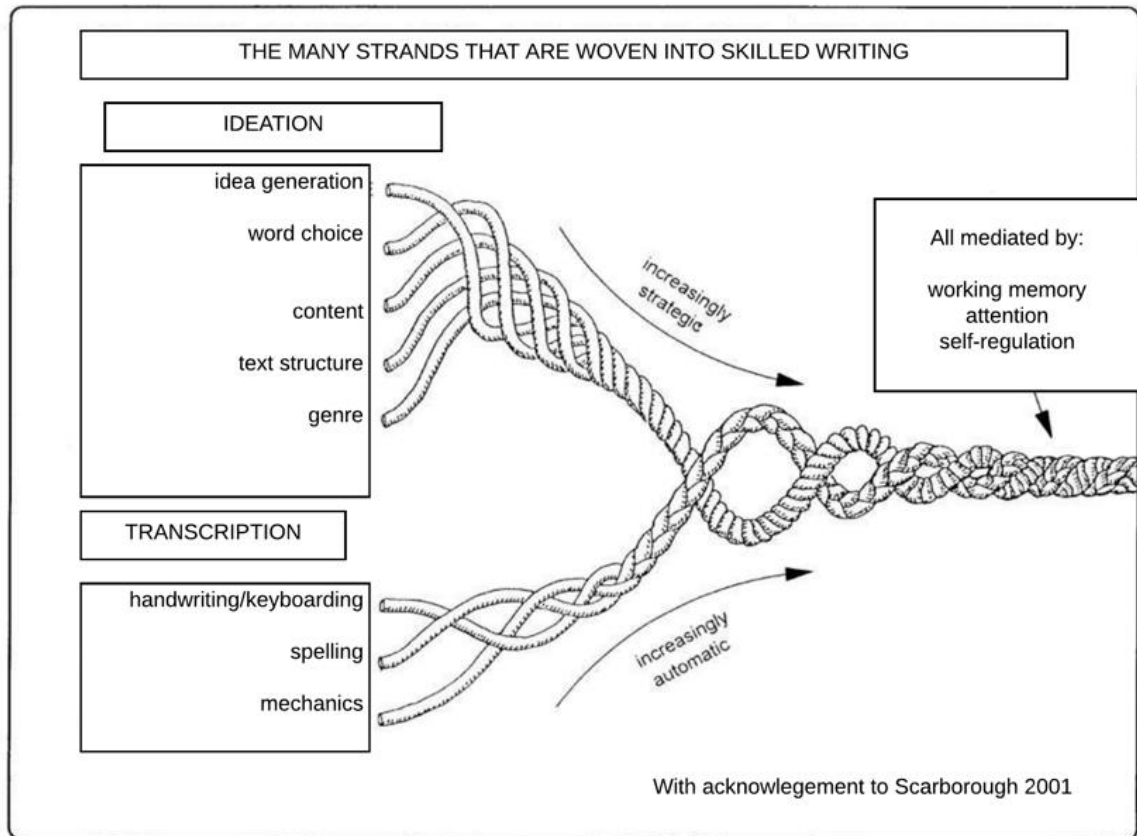 THE MANY STRANDS THAT ARE WOVEN INTO SKILLED WRITING
IDEATION
idea generation
word choice
content
text structure
genre
increasingly
strategic
All mediated by:
working memory
attention
self-regulation
TRANSCRIPTION
handwriting/keyboarding
spelling
mechanics
increasingly
automatic
With acknowlegement to Scarborough 2001